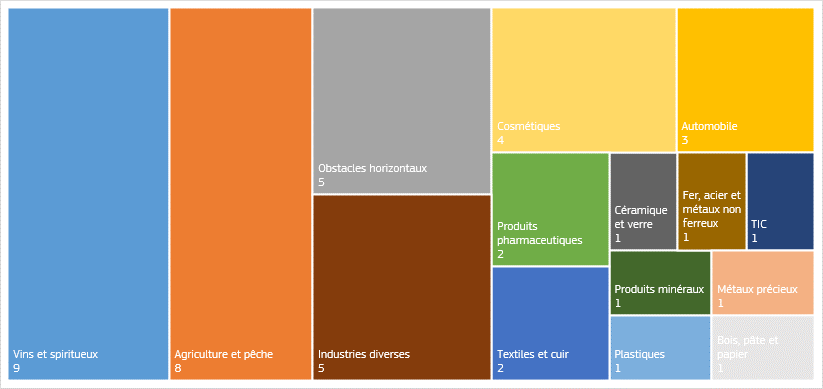 Vins et spiritueux
9
Agriculture et pêche
8
Obstacles horizontaux
5
Industries diverses
5
Cosmétiques
4
Automobile
3
Produits
pharmaceutiques
2
Textiles et cuir
2
Céramique
et verre
1
Fer, acier et
métaux non
ferreux
1
TIC
1
Produits minéraux
1
Métaux précieux
1
Plastiques
1
Bois, pâte et
papier
1